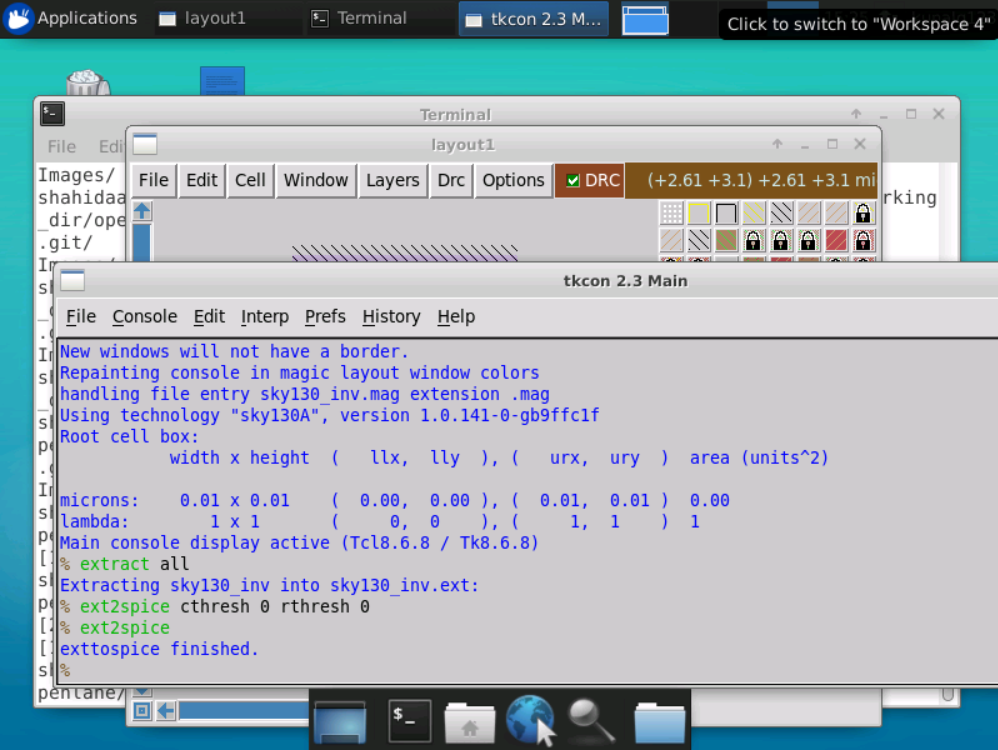 Applications layout1 Terminal tkcon 2.3 M...
Click to switch to "Workspace 4"
Terminal
File Edi
layout1
File Edit Cell Window Layers Drc Options DRC (+2.61 +3.1) +2.61 +3.1 mi
Images/
shahidaa
rking
_dir/ope
.git/
tkcon 2.3 Main
File Console Edit Interp Prefs History Help
New windows will not have a border.
Repainting console in magic layout window colors
handling file entry sky130_inv.mag extension .mag
Using technology "sky130A", version 1.0.141-0-gb9ffc1f
Root cell box:
width x height ( llx, lly ), ( urx, ury ) area (units^2)
microns: 0.01 x 0.01 ( 0.00, 0.00 ), ( 0.01, 0.01 ) 0.00
lambda: 1 x 1 ( 0, 0 ), ( 1, 1 ) 1
Main console display active (Tcl8.6.8 / Tk8.6.8)
% extract all
Extracting sky130_inv into sky130_inv.ext:
% ext2spice cthresh 0 rthresh 0
% ext2spice
exttospice finished.
%
penlane/